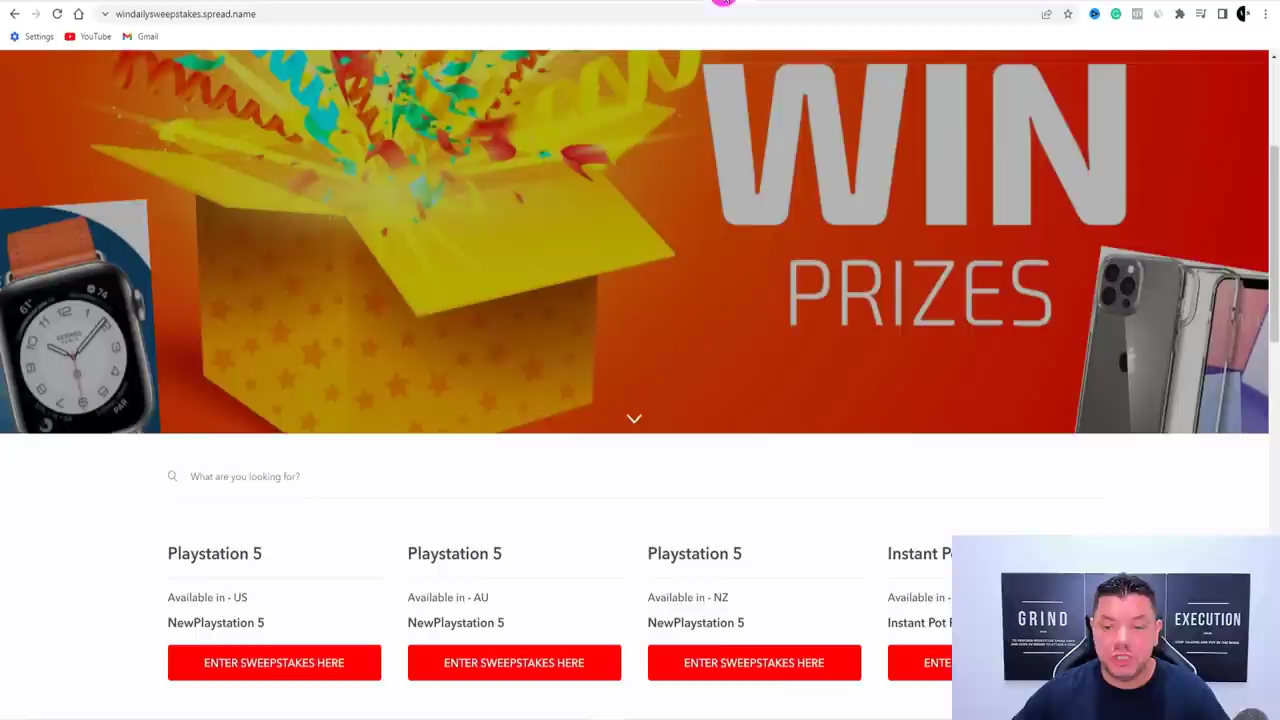 windailysweepstakes.spread.name
Settings YouTube Gmail
WIN
PRIZES
What are you looking for?
Playstation 5 Playstation 5 Playstation 5 Instant P
Available in - US Available in - AU Available in - NZ Available in -
NewPlaystation 5 NewPlaystation 5 NewPlaystation 5 Instant Pot
ENTER SWEEPSTAKES HERE ENTER SWEEPSTAKES HERE ENTER SWEEPSTAKES HERE ENTE
GRIND EXECUTION